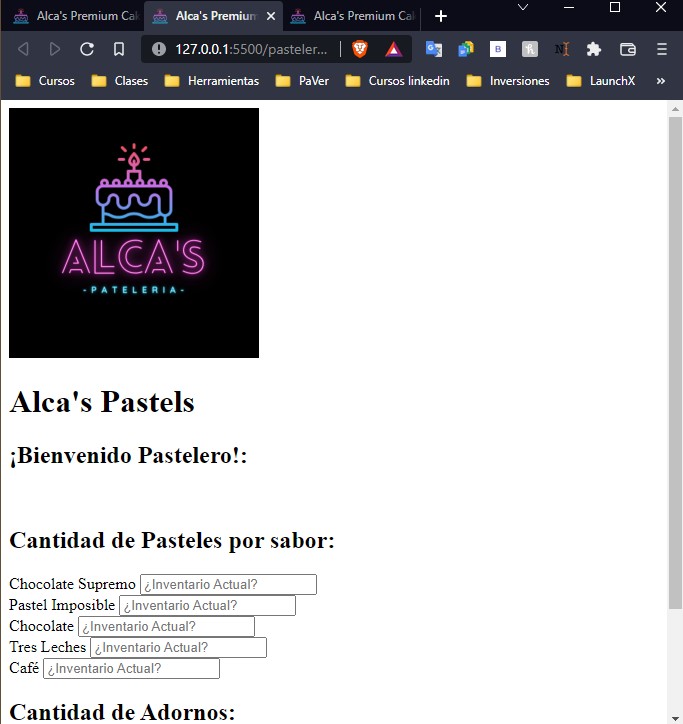 Alca's Premium Cal
Alca's Premium
Alca's Premium Cal
127.0.0.1:5500/pasteler...
Cursos
Clases
Herramientas
PaVer
Cursos linkedin
Inversiones
LaunchX
»
ALCA'S
-PATELERIA-
Alca's Pastels
¡Bienvenido Pastelero!:
Cantidad de Pasteles por sabor:
Chocolate Supremo ¿Inventario Actual?
Pastel Imposible ¿Inventario Actual?
Chocolate ¿Inventario Actual?
Tres Leches ¿Inventario Actual?
Café ¿Inventario Actual?
Cantidad de Adornos: